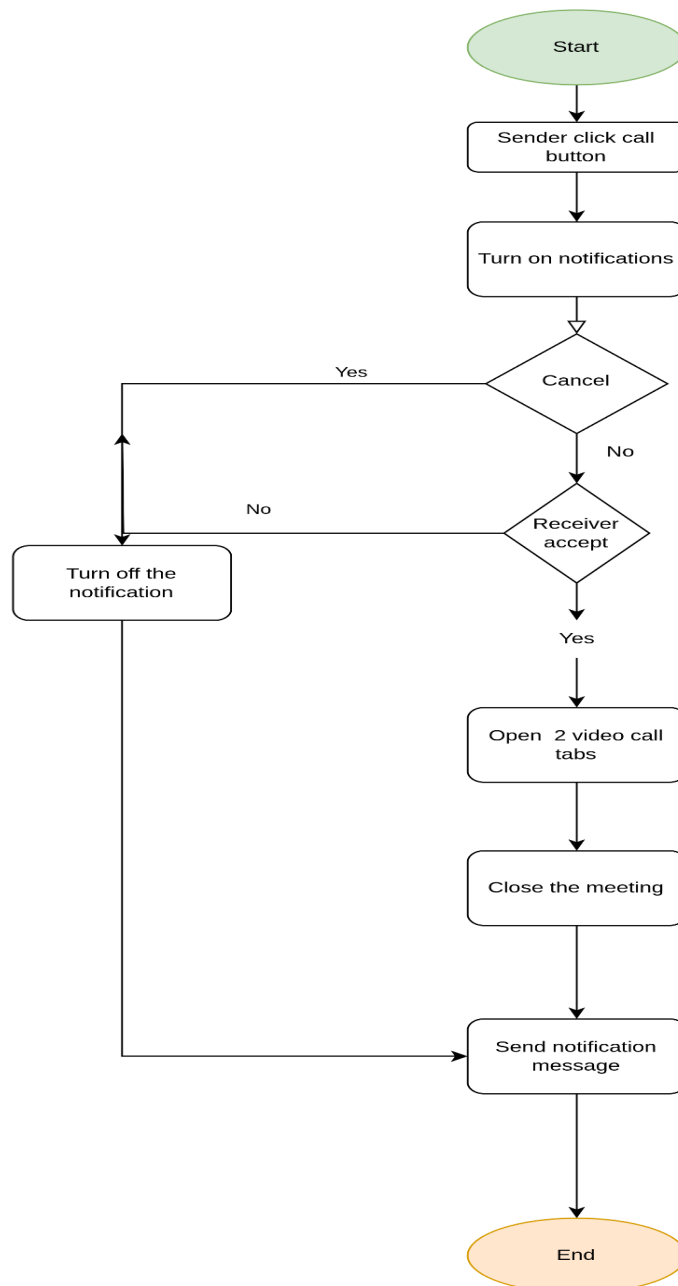 Start
Sender click call
button
Turn on notifications
Cancel
Yes
No
Receiver
accept
No
Turn off the
notification
Yes
Open  2 video call
tabs
Close the meeting
Send notification
message
End